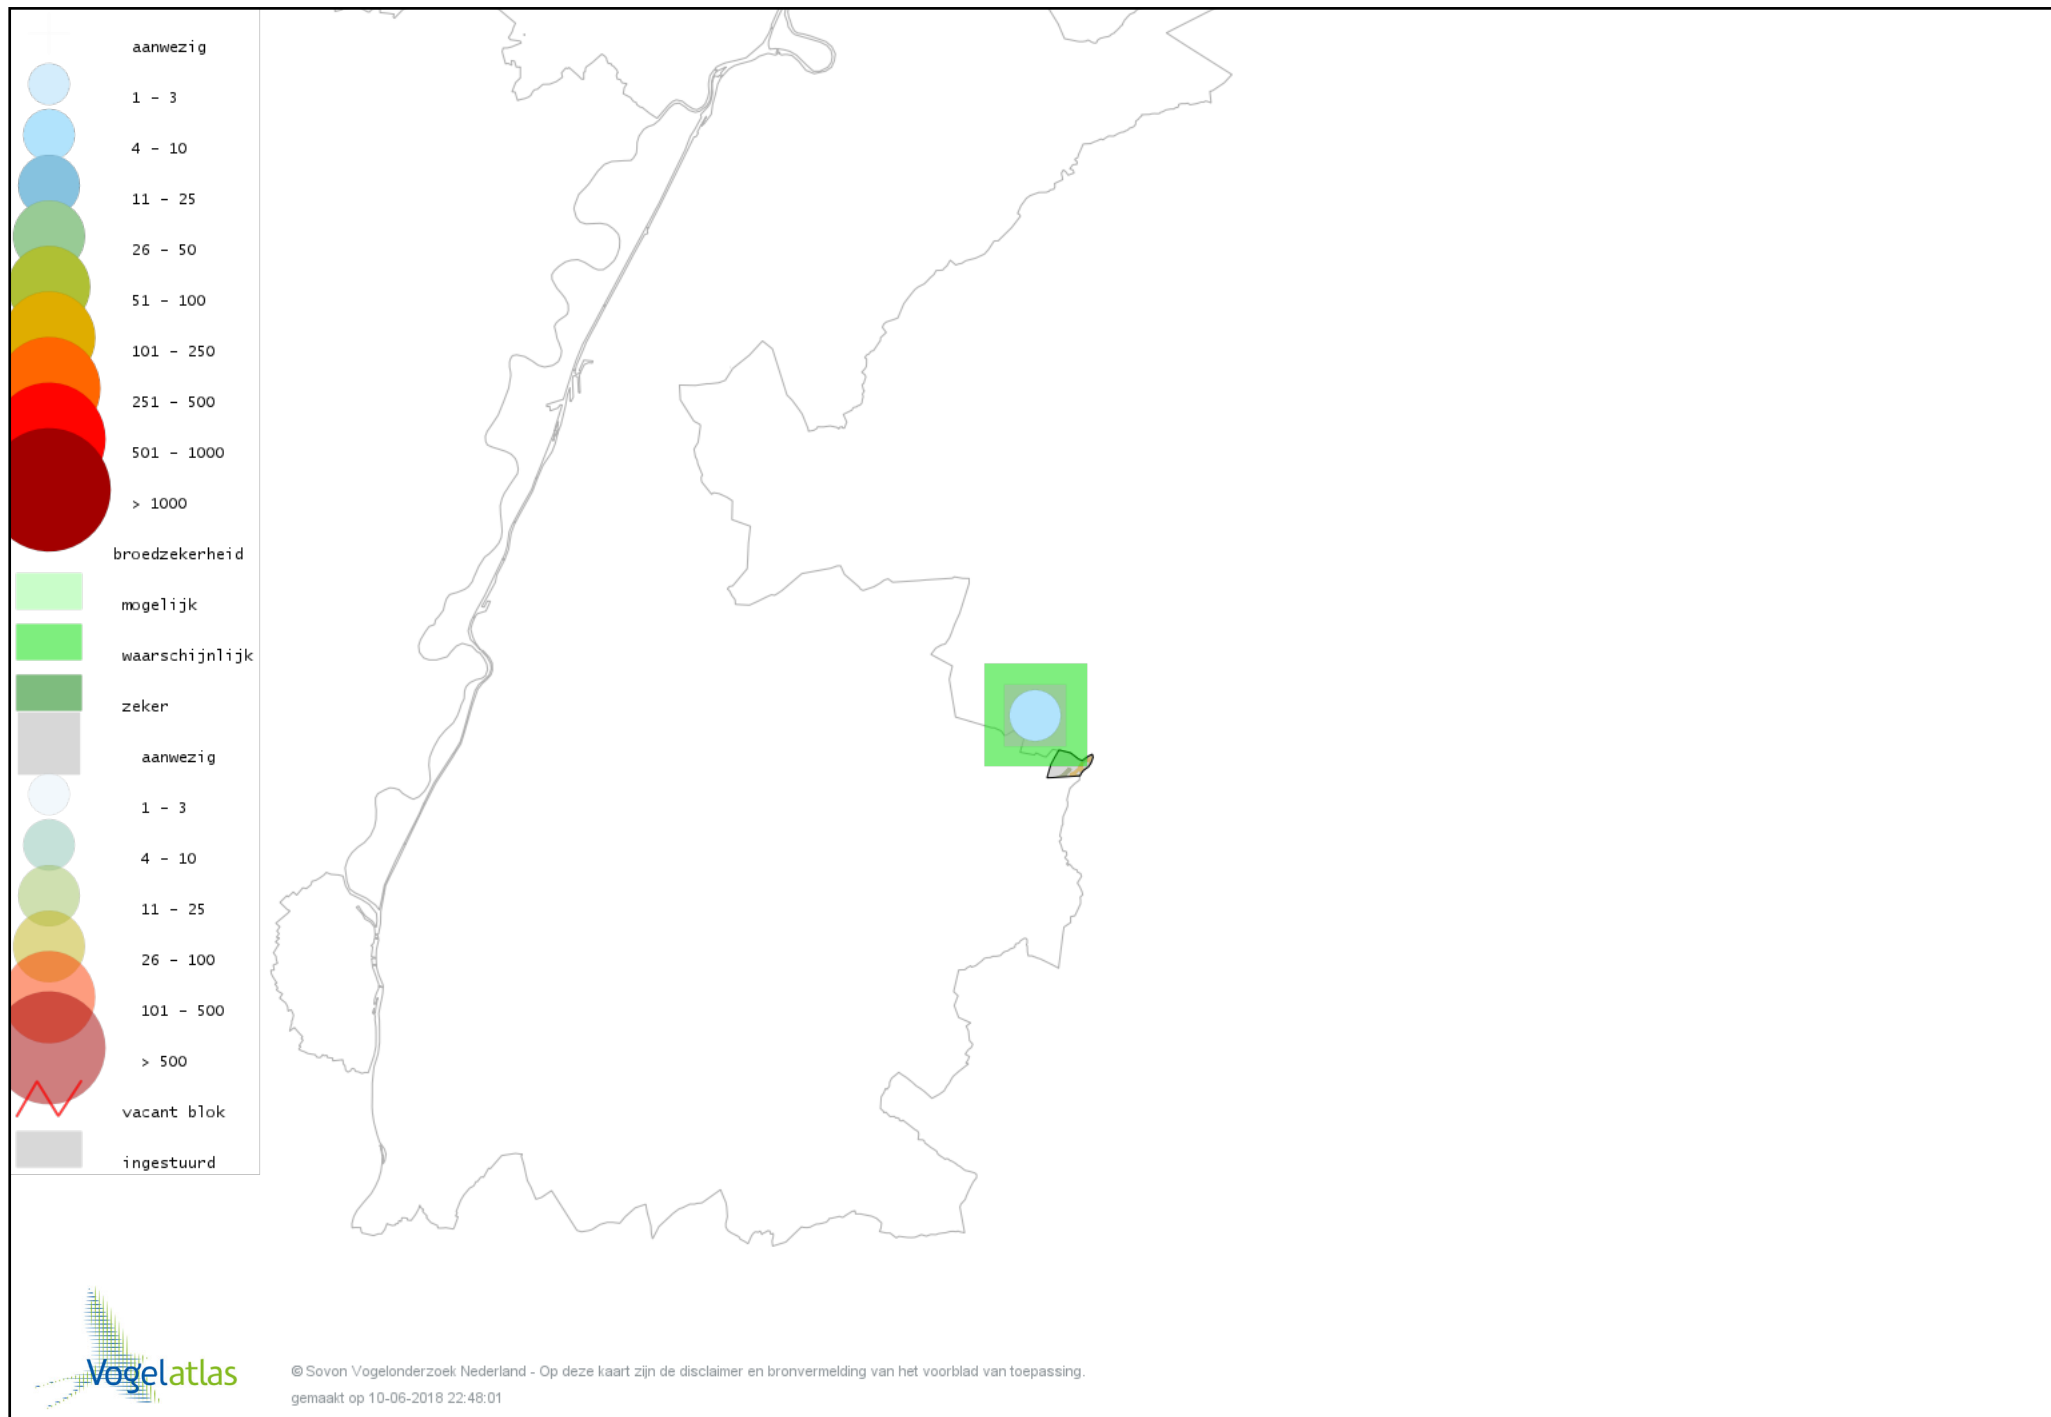 aanwezig
1 - 3
4 - 10
11 - 25
26 - 50
51 - 100
101 - 250
251 - 500
501 - 1000
> 1000
broedzekerheid
mogelijk
waarschijnlijk
zeker
aanwezig
1 - 3
4 - 10
11 - 25
26 - 100
101 - 500
> 500
vacant blok
ingestuurd
Vogelatlas
© Sovon Vogelonderzoek Nederland - Op deze kaart zijn de disclaimer en bronvermelding van het voorblad van toepassing.
gemaakt op 10-06-2018 22:48:01